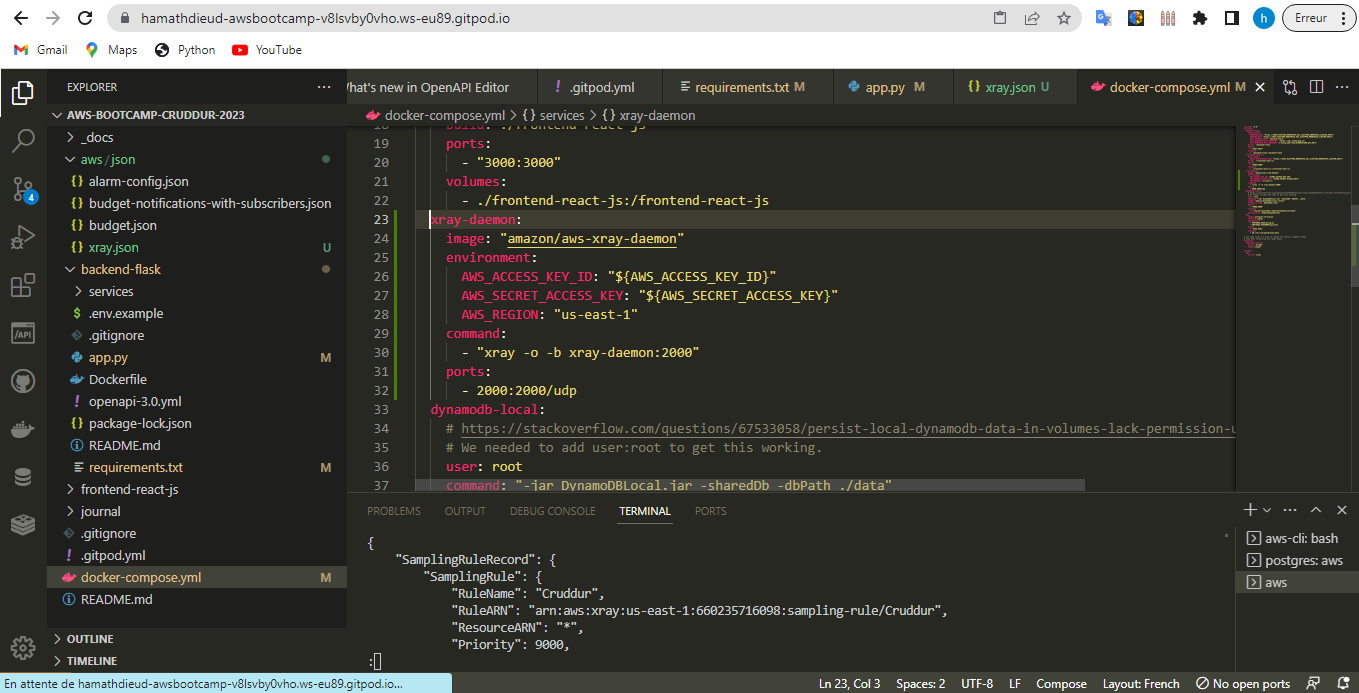 hamathdieud-awsbootcamp-v8lsvby0vho.ws-eu89.gitpod.io
h
Erreur
Gmail
Maps
Python
YouTube
EXPLORER
AWS-BOOTCAMP-CRUDDUR-2023
_docs
aws / json
alarm-config.json
budget-notifications-with-subscribers.json
budget.json
xray.json U
backend-flask
services
.env.example
.gitignore
app.py M
Dockerfile
openapi-3.0.yml
package-lock.json
README.md
requirements.txt M
frontend-react-js
journal
.gitignore
.gitpod.yml
docker-compose.yml M
README.md
OUTLINE
TIMELINE
4
/API
hat's new in OpenAPI Editor
! .gitpod.yml
requirements.txt M
app.py M
{} xray.json U
docker-compose.yml M
docker-compose.yml > {} services > {} xray-daemon
18 build: ./frontend-react-js
19 ports:
20 - "3000:3000"
21 volumes:
22 - ./frontend-react-js:/frontend-react-js
23 xray-daemon:
24 image: "amazon/aws-xray-daemon"
25 environment:
26 AWS_ACCESS_KEY_ID: "${AWS_ACCESS_KEY_ID}"
27 AWS_SECRET_ACCESS_KEY: "${AWS_SECRET_ACCESS_KEY}"
28 AWS_REGION: "us-east-1"
29 command:
30 - "xray -o -b xray-daemon:2000"
31 ports:
32 - 2000:2000/udp
33 dynamodb-local:
34 # https://stackoverflow.com/questions/67533058/persist-local-dynamodb-data-in-volumes-lack-permission-u
35 # We needed to add user:root to get this working.
36 user: root
37 command: "-jar DynamoDBLocal.jar -sharedDb -dbPath ./data"
PROBLEMS
OUTPUT
DEBUG CONSOLE
TERMINAL
PORTS
{
"SamplingRuleRecord": {
"SamplingRule": {
"RuleName": "Cruddur",
"RuleARN": "arn:aws:xray:us-east-1:660235716098:sampling-rule/Cruddur",
"ResourceARN": "*",
"Priority": 9000,
:
aws-cli: bash
postgres: aws
aws
En attente de hamathdieud-awsbootcamp-v8lsvby0vho.ws-eu89.gitpod.io...
Ln 23, Col 3
Spaces: 2
UTF-8
LF
Compose
Layout: French
No open ports